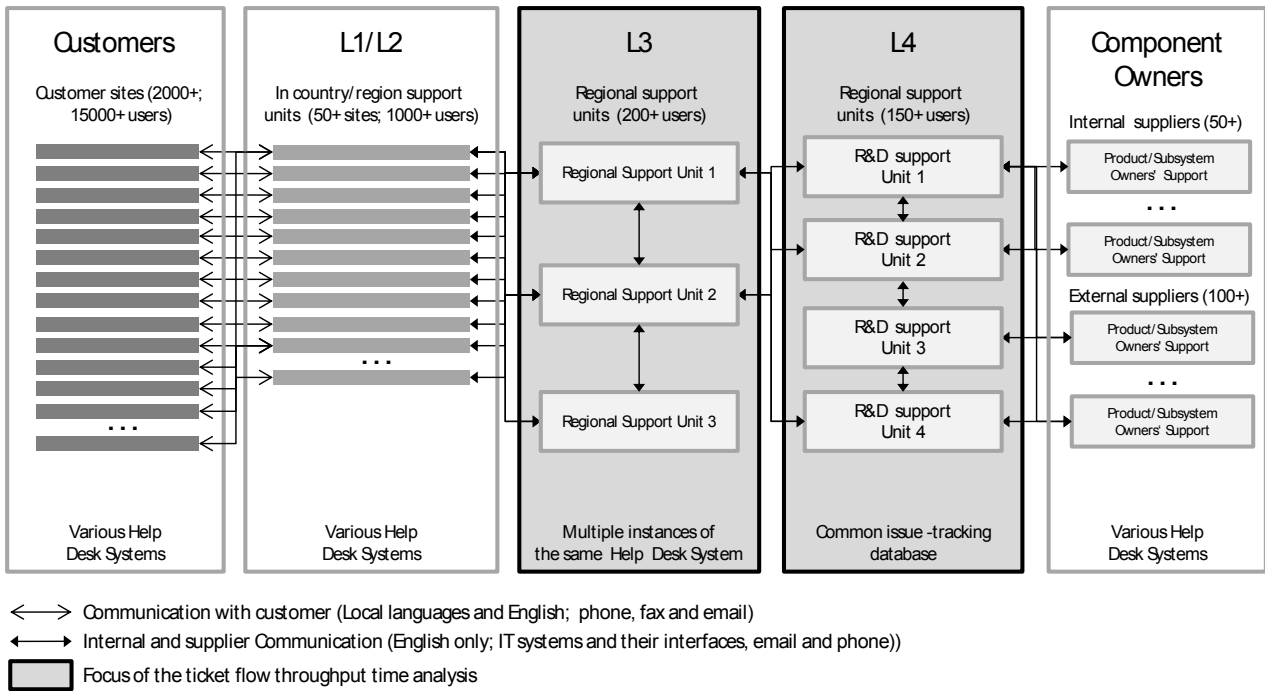 Customers
Customer sites (2000+;
15000+ users)
. . .
Various Help
Desk Systems
L1/L2
In country/region support
units (50+ sites; 1000+ users)
. . .
Various Help
Desk Systems
L3
Regional support
units (200+ users)
Regional Support Unit 1
Regional Support Unit 2
Regional Support Unit 3
Multiple instances of
the same Help Desk System
L4
Regional support
units (150+ users)
R&D support
Unit 1
R&D support
Unit 2
R&D support
Unit 3
R&D support
Unit 4
Common issue-tracking
database
Component
Owners
Internal suppliers (50+)
Product/Subsystem
Owners' Support
. . .
Product/Subsystem
Owners' Support
External suppliers (100+)
Product/Subsystem
Owners' Support
. . .
Product/Subsystem
Owners' Support
Various Help
Desk Systems
Communication with customer (Local languages and English; phone, fax and email)
Internal and supplier Communication (English only; IT systems and their interfaces, email and phone))
Focus of the ticket flow throughput time analysis